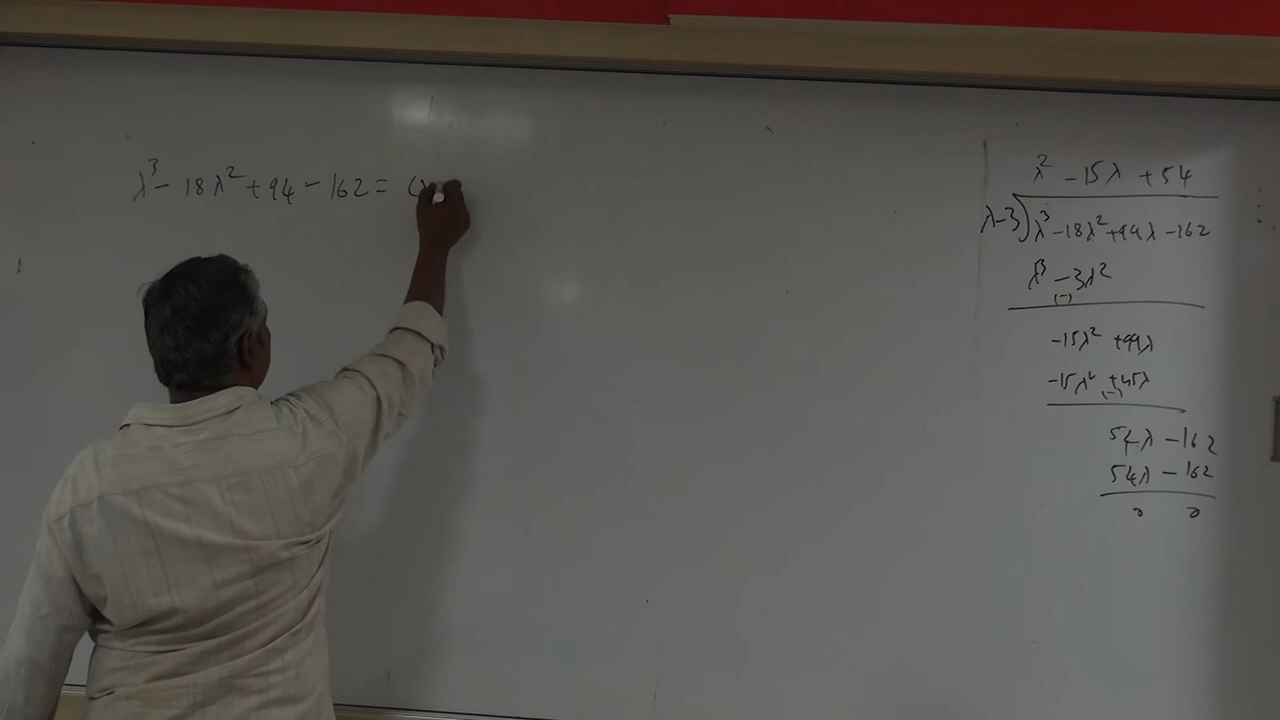 λ³ - 18λ² + 94 - 162 = (λ
λ² - 15λ + 54
λ-3) λ³ - 18λ² + 99λ - 162
λ³ - 3λ²
(-)
-15λ² + 99λ
-15λ² + 45λ
(-)
54λ - 162
54λ - 162
0 0